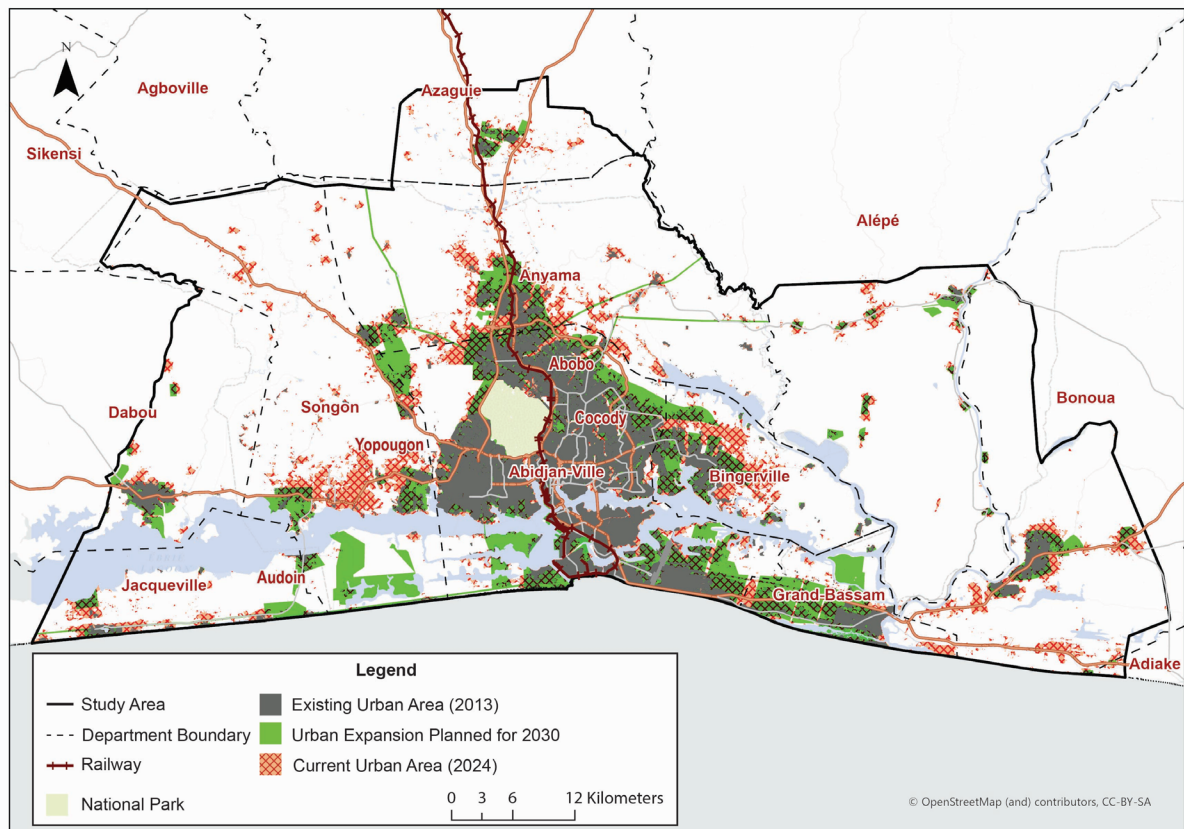 N
Agboville
Azaguie
Sikensi
Alépé
Anyama
Abobo
Dabou
Songon
Bonoua
Cocody
Yopougon
Abidjan-Ville
Bingerville
Jacqueville
Audoin
Grand-Bassam
Adiake
Legend
Study Area
Department Boundary
Railway
National Park
Existing Urban Area (2013)
Urban Expansion Planned for 2030
Current Urban Area (2024)
0 3 6 12 Kilometers
© OpenStreetMap (and) contributors, CC-BY-SA